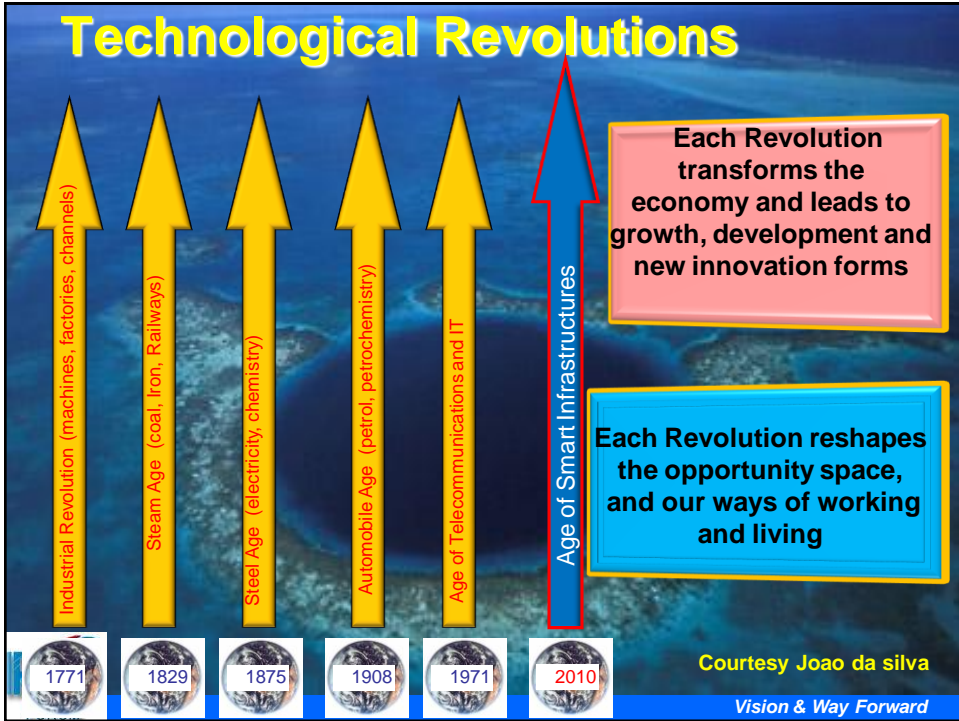 Technological Revolutions
Industrial Revolution (machines, factories, channels)
Steam Age (coal, Iron, Railways)
Steel Age (electricity, chemistry)
Automobile Age (petrol, petrochemistry)
Age of Telecommunications and IT
Age of Smart Infrastructures
Each Revolution
transforms the
economy and leads to
growth, development and
new innovation forms
Each Revolution reshapes
the opportunity space,
and our ways of working
and living
1771
1829
1875
1908
1971
2010
Courtesy Joao da silva
Vision & Way Forward